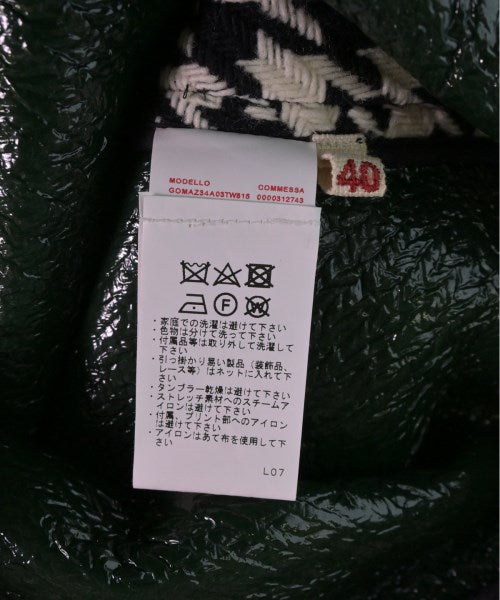 MODELLO COMMESSA
GOMAZ34A03TW818 0000312743
40
F
W
・家庭での洗濯は避けて下さい
・色物は分けて洗って下さい
・付属品等は取り外して洗濯して
下さい
・引っ掛かり易い製品（装飾品、
レース等）はネットに入れて下
さい
・タンブラー乾燥は避けて下さい
・ストレッチ素材へのスチームア
イロンは避けて下さい
・付属、プリント部へのアイロン
は避けて下さい
・アイロンはあて布を使用して下
さい
L07